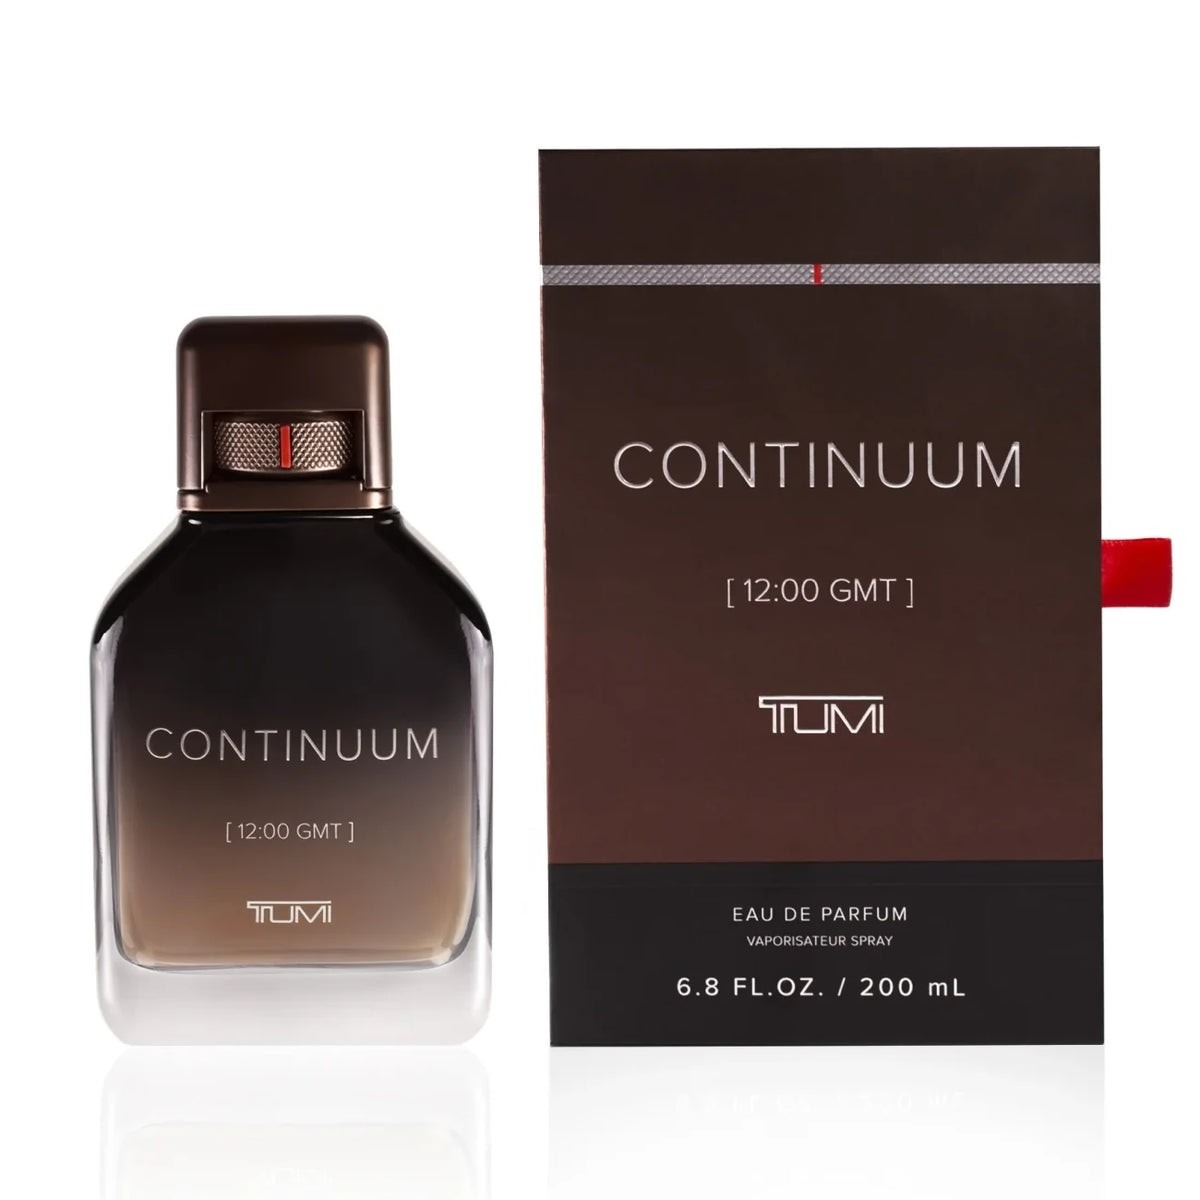 CONTINUUM
[ 12:00 GMT ]
TUMI
CONTINUUM
[ 12:00 GMT ]
TUMI
EAU DE PARFUM
VAPORISATEUR SPRAY
6.8 FL.OZ. / 200 mL